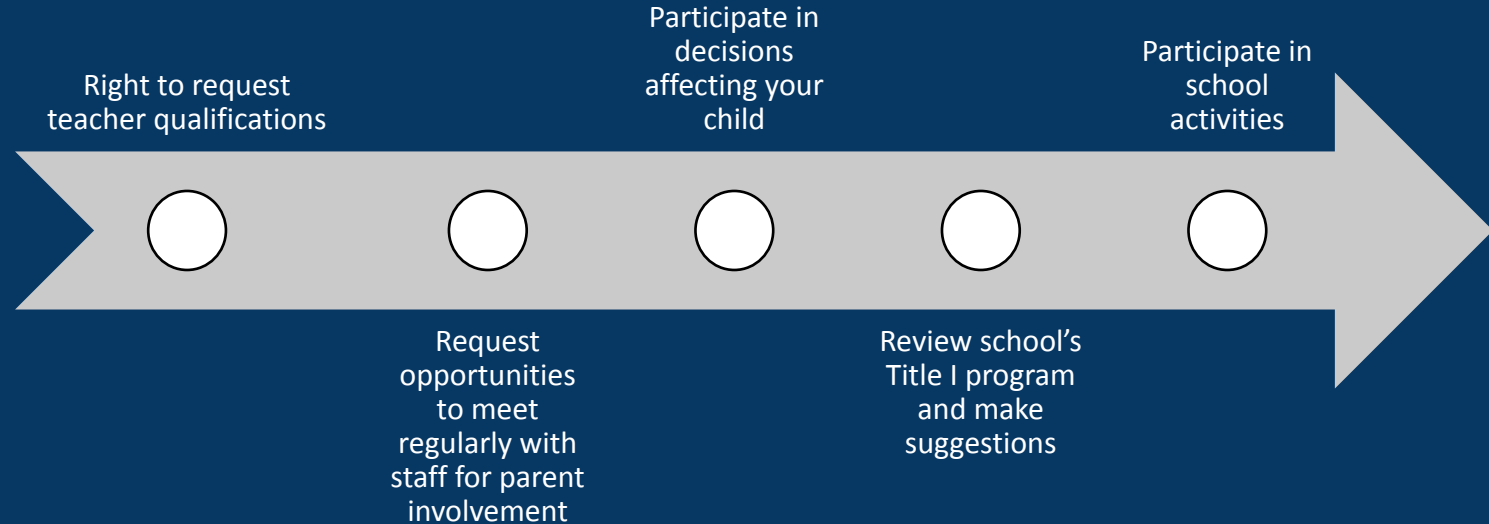 Right to request
teacher qualifications
Request
opportunities
to meet
regularly with
staff for parent
involvement
Participate in
decisions
affecting your
child
Review school’s
Title I program
and make
suggestions
Participate in
school
activities